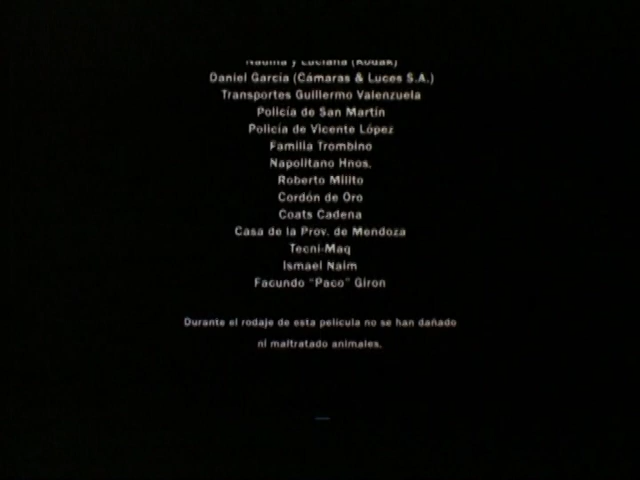 y Luciana (Kodak)
Daniel García (Cámaras & Luces S.A.)
Transportes Guillermo Valenzuela
Policía de San Martín
Policía de Vicente López
Familia Trombino
Napolitano Hnos.
Roberto Milito
Cordón de Oro
Coats Cadena
Casa de la Prov. de Mendoza
Tecni-Maq
Ismael Naim
Facundo “Paco” Giron
Durante el rodaje de esta película no se han dañado
ni maltratado animales.